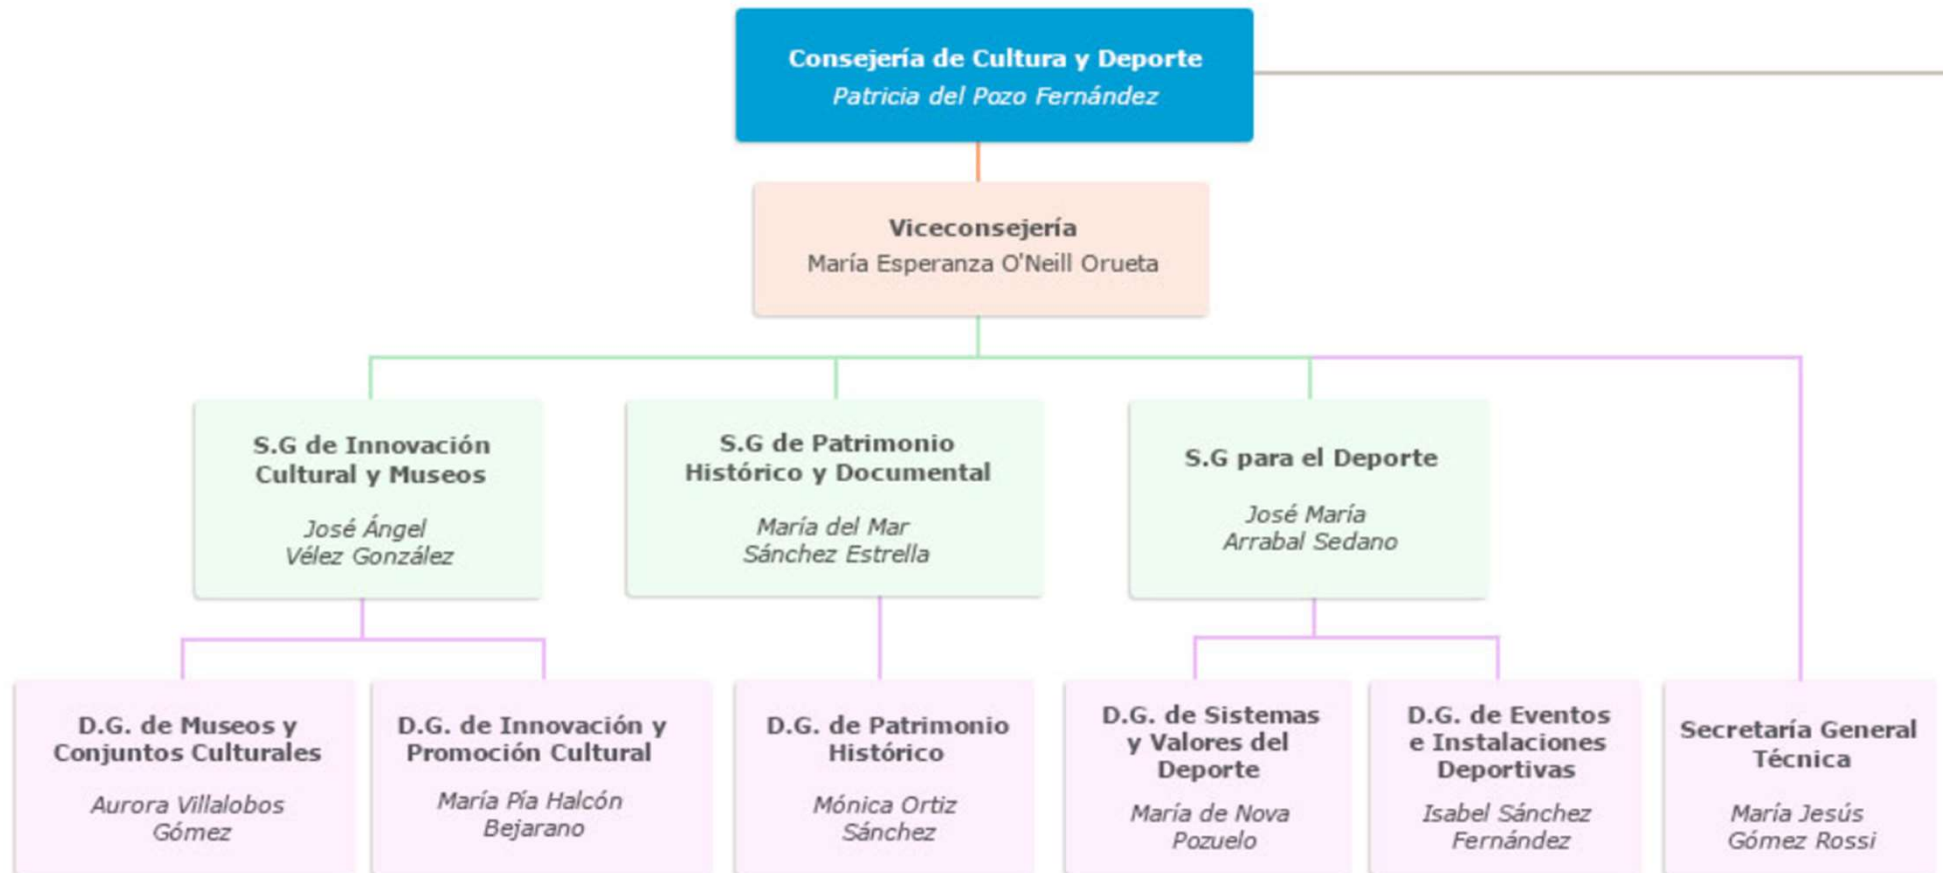 Consejería de Cultura y Deporte
Patricia del Pozo Fernández
Viceconsejería
María Esperanza O'Neill Orueta
S.G de Innovación
Cultural y Museos
José Ángel
Vélez González
S.G de Patrimonio
Histórico y Documental
María del Mar
Sánchez Estrella
S.G para el Deporte
José María
Arrabal Sedano
D.G. de Museos y
Conjuntos Culturales
Aurora Villalobos
Gómez
D.G. de Innovación y
Promoción Cultural
María Pía Halcón
Bejarano
D.G. de Patrimonio
Histórico
Mónica Ortiz
Sánchez
D.G. de Sistemas
y Valores del
Deporte
María de Nova
Pozuelo
D.G. de Eventos
e Instalaciones
Deportivas
Isabel Sánchez
Fernández
Secretaría General
Técnica
María Jesús
Gómez Rossi